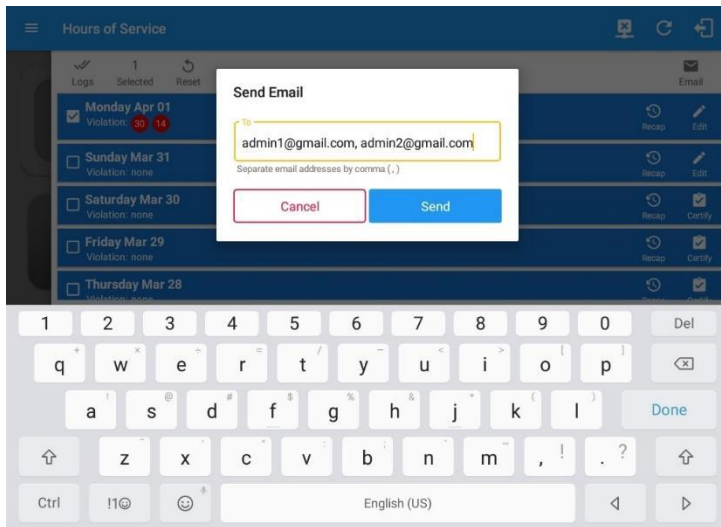 Hours of Service
Logs
1
Selected
Reset
Email
Send Email
To
admin1@gmail.com, admin2@gmail.com
Separate email addresses by comma ( , )
Cancel
Send
Monday Apr 01
Violation: 30 14
Recap
Edit
Sunday Mar 31
Violation: none
Recap
Edit
Saturday Mar 30
Violation: none
Recap
Certify
Friday Mar 29
Violation: none
Recap
Certify
Thursday Mar 28
Violation: none
1 2 3 4 5 6 7 8 9 0 Del
q w e r t y u i o p
a s d f g h j k l Done
z x c v b n m , ! . ?
Ctrl !1☺ English (US)